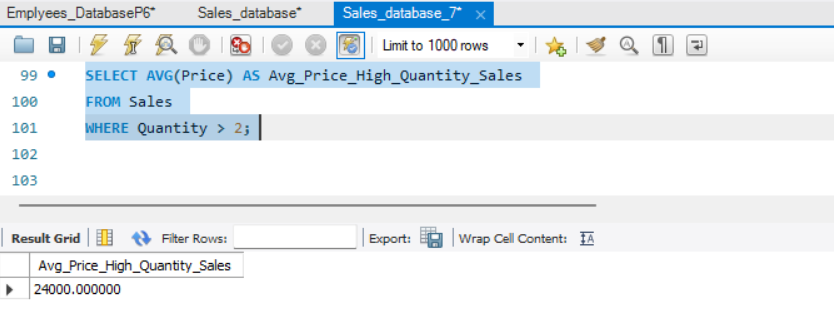 Emplyees_DatabaseP6* Sales_database* Sales_database_7* ×
Limit to 1000 rows
99 SELECT AVG(Price) AS Avg_Price_High_Quantity_Sales
100 FROM Sales
101 WHERE Quantity > 2;
102
103
Result Grid Filter Rows: Export: Wrap Cell Content: IA
Avg_Price_High_Quantity_Sales
24000.000000